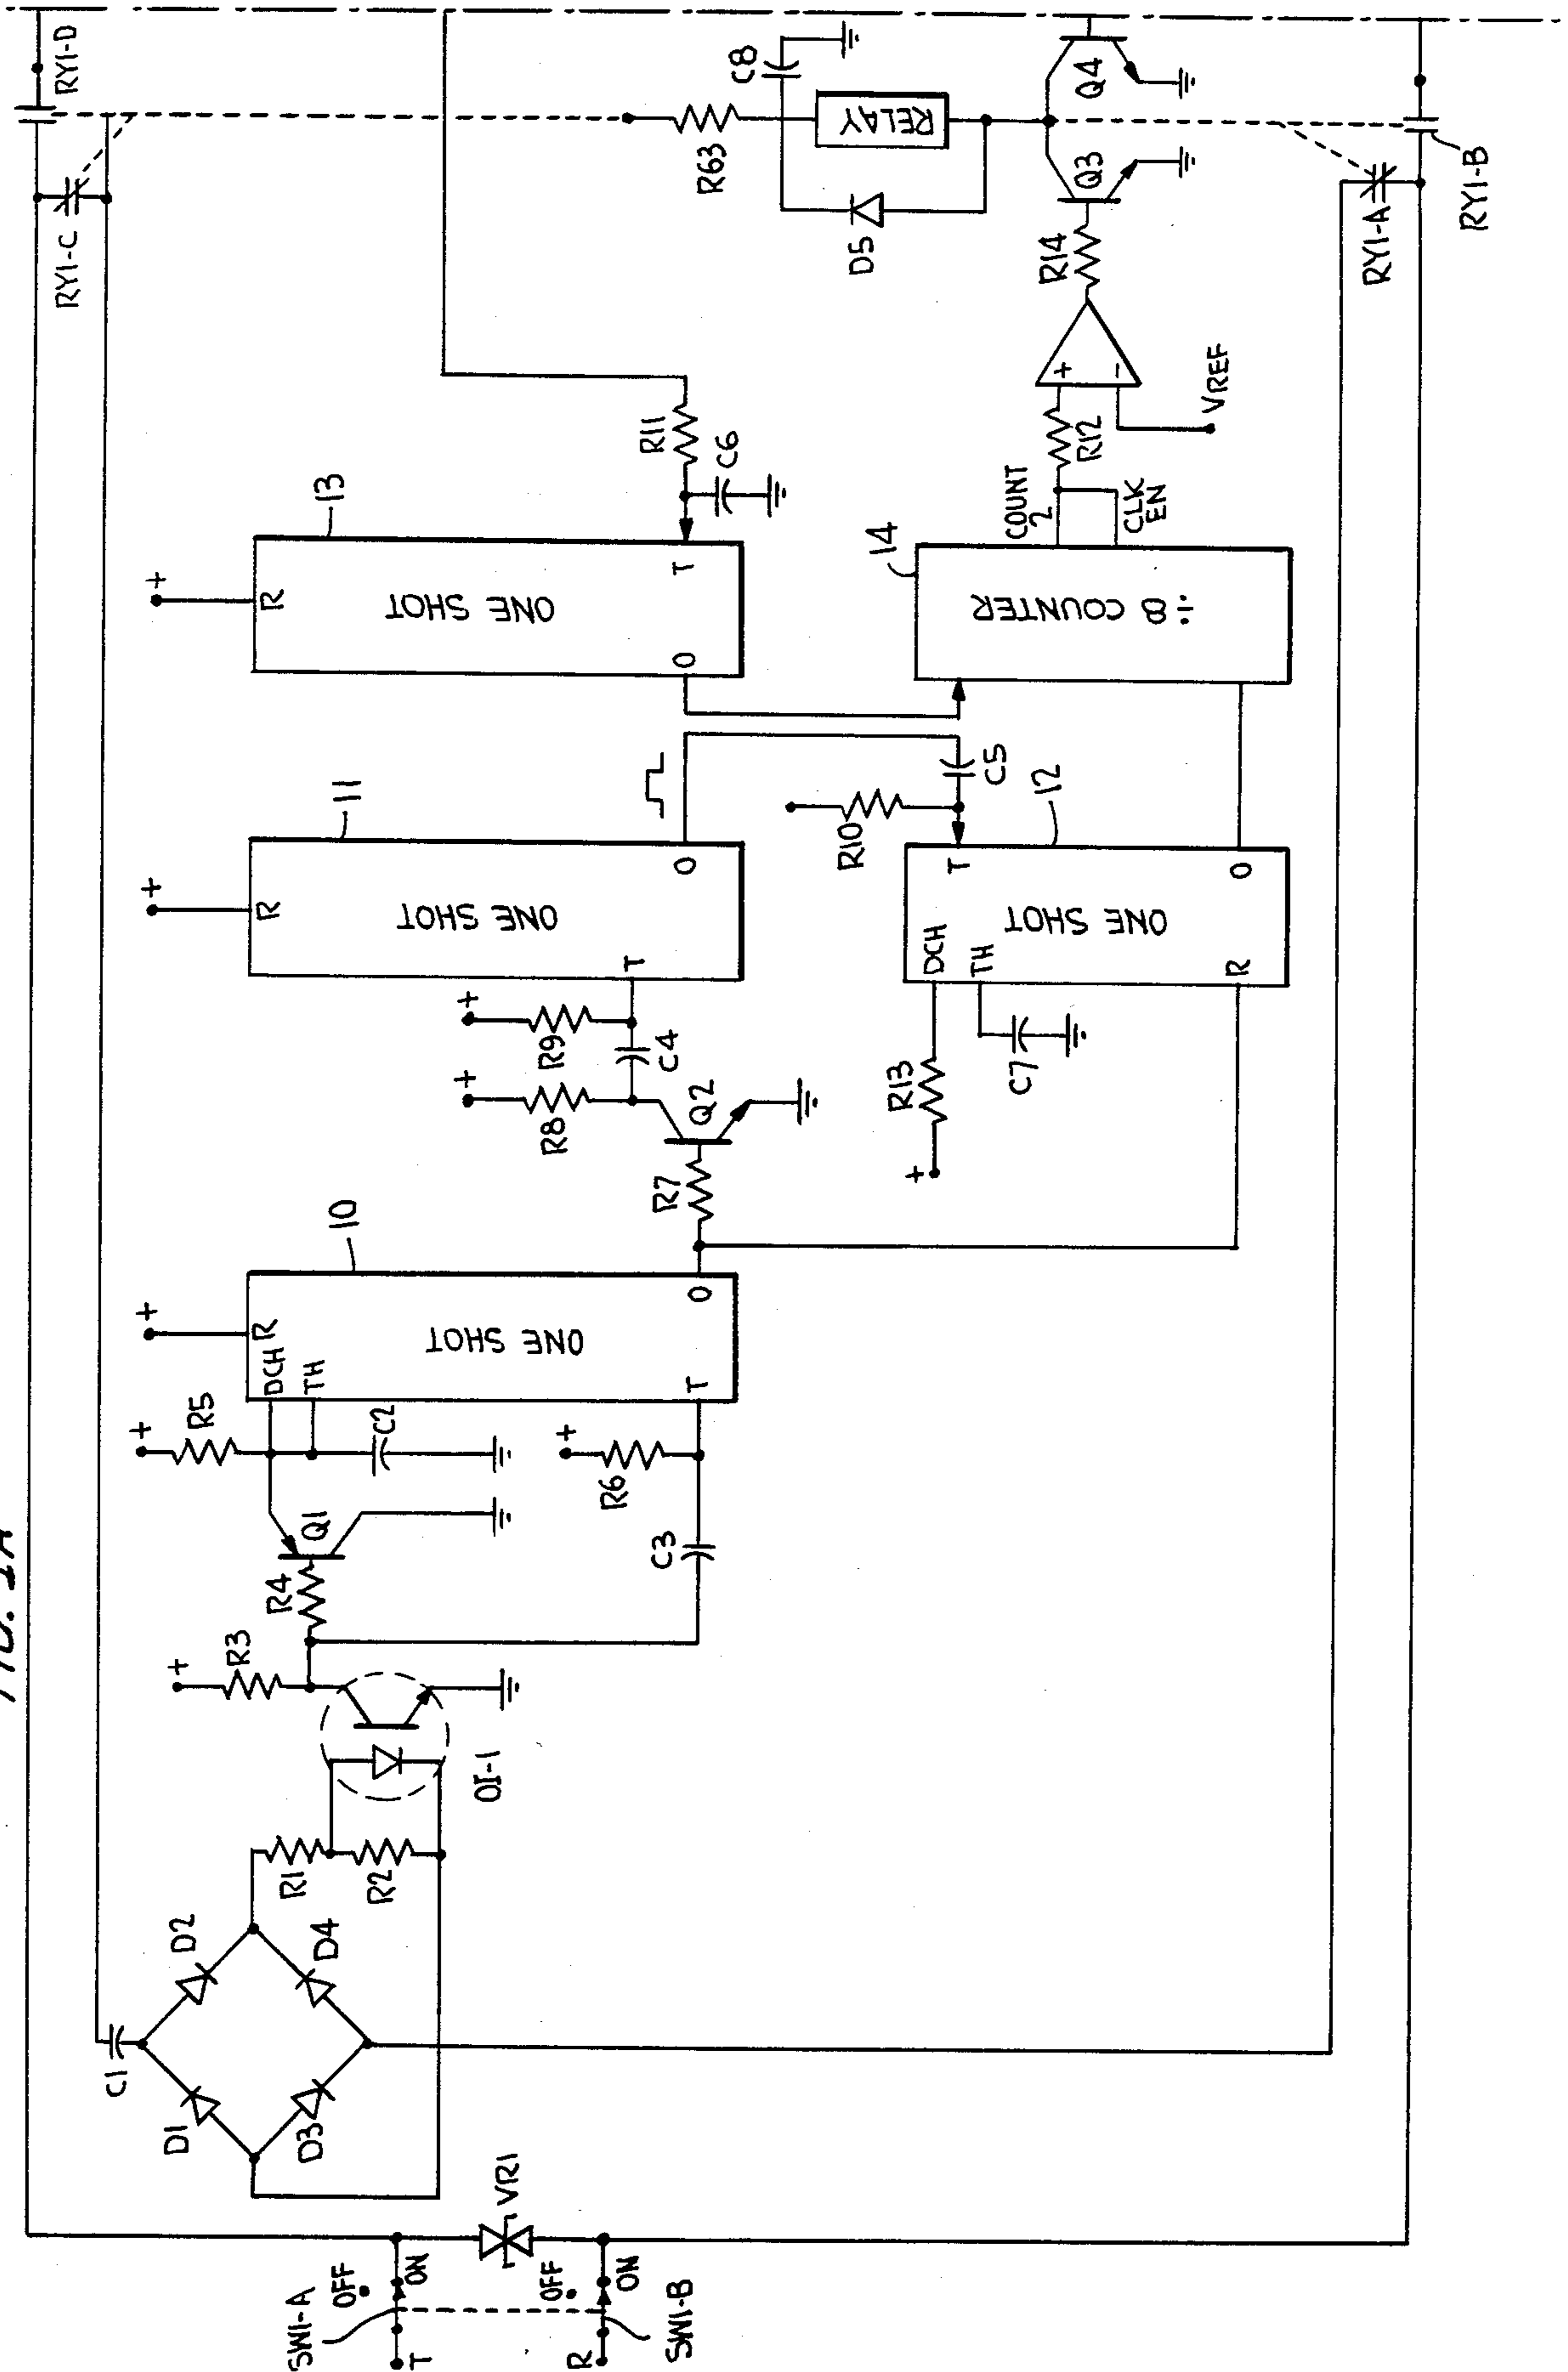 FIG. 1A
SW1-A
OFF
ON
T
VR1
OFF
ON
R
SW1-B
C1
D1
D2
D3
D4
R1
R2
OI-1
+
R3
R4
Q1
+
R5
C2
+
R6
C3
10
+
R
DCH
TH
ONE SHOT
T
O
R7
Q2
+
R8
+
R9
C4
11
+
R
ONE SHOT
T
O
R10
C5
12
T
DCH
TH
ONE SHOT
R
O
+
R13
C7
13
+
R
ONE SHOT
T
O
R11
C6
14
÷8 COUNTER
COUNT
2
CLK
EN
R12
+
-
VREF
R14
Q3
Q4
D5
RELAY
R63
C8
RY1-C
RY1-D
RY1-A
RY1-B